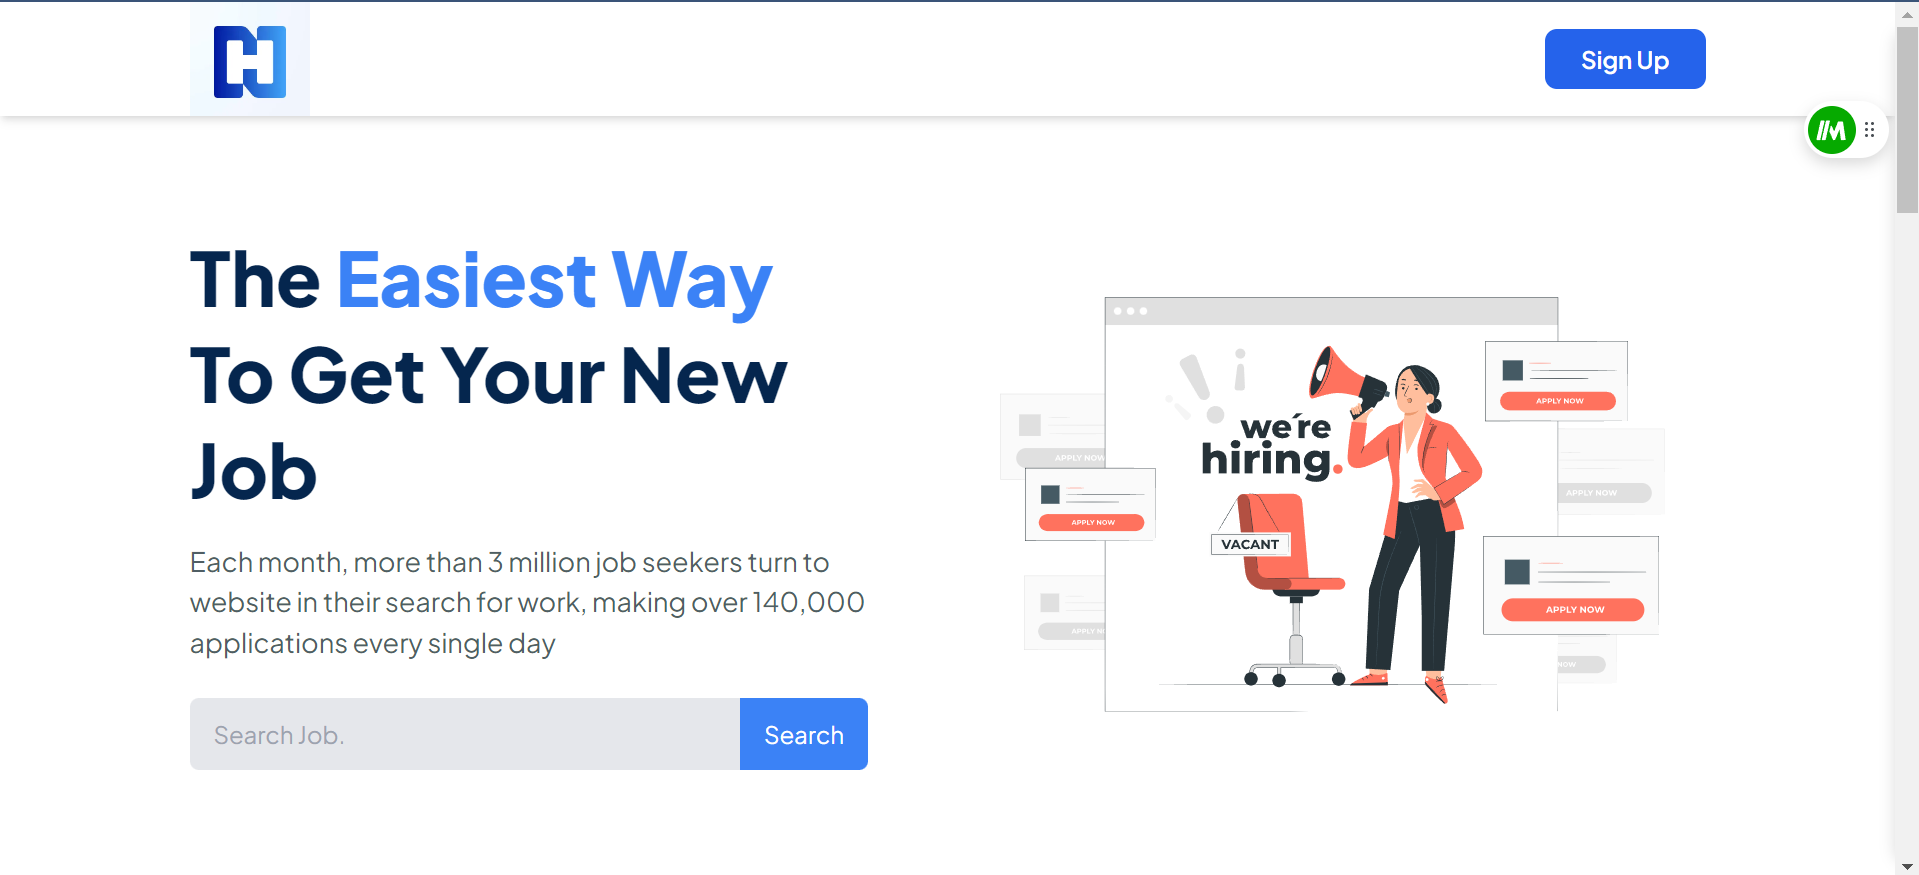 Sign Up
The Easiest Way
To Get Your New
Job
Each month, more than 3 million job seekers turn to
website in their search for work, making over 140,000
applications every single day
Search Job.
Search
we're
hiring.
VACANT
APPLY NOW
APPLY NOW
APPLY NOW
APPLY NOW
APPLY NOW
APPLY NOW